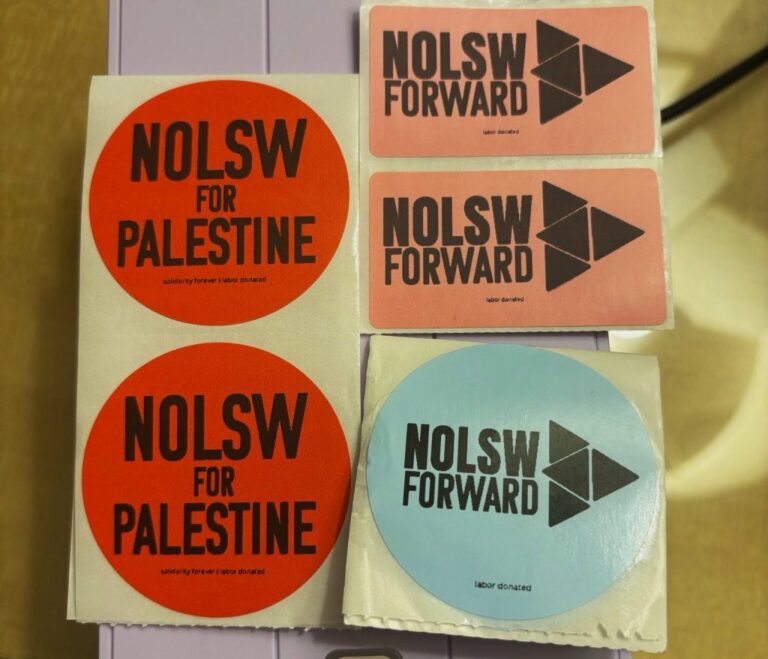 NOLSW
FOR
PALESTINE
solidarity forever | labor donated
NOLSW
FOR
PALESTINE
solidarity forever | labor donated
NOLSW
FORWARD
labor donated
NOLSW
FORWARD
labor donated
NOLSW
FORWARD
labor donated